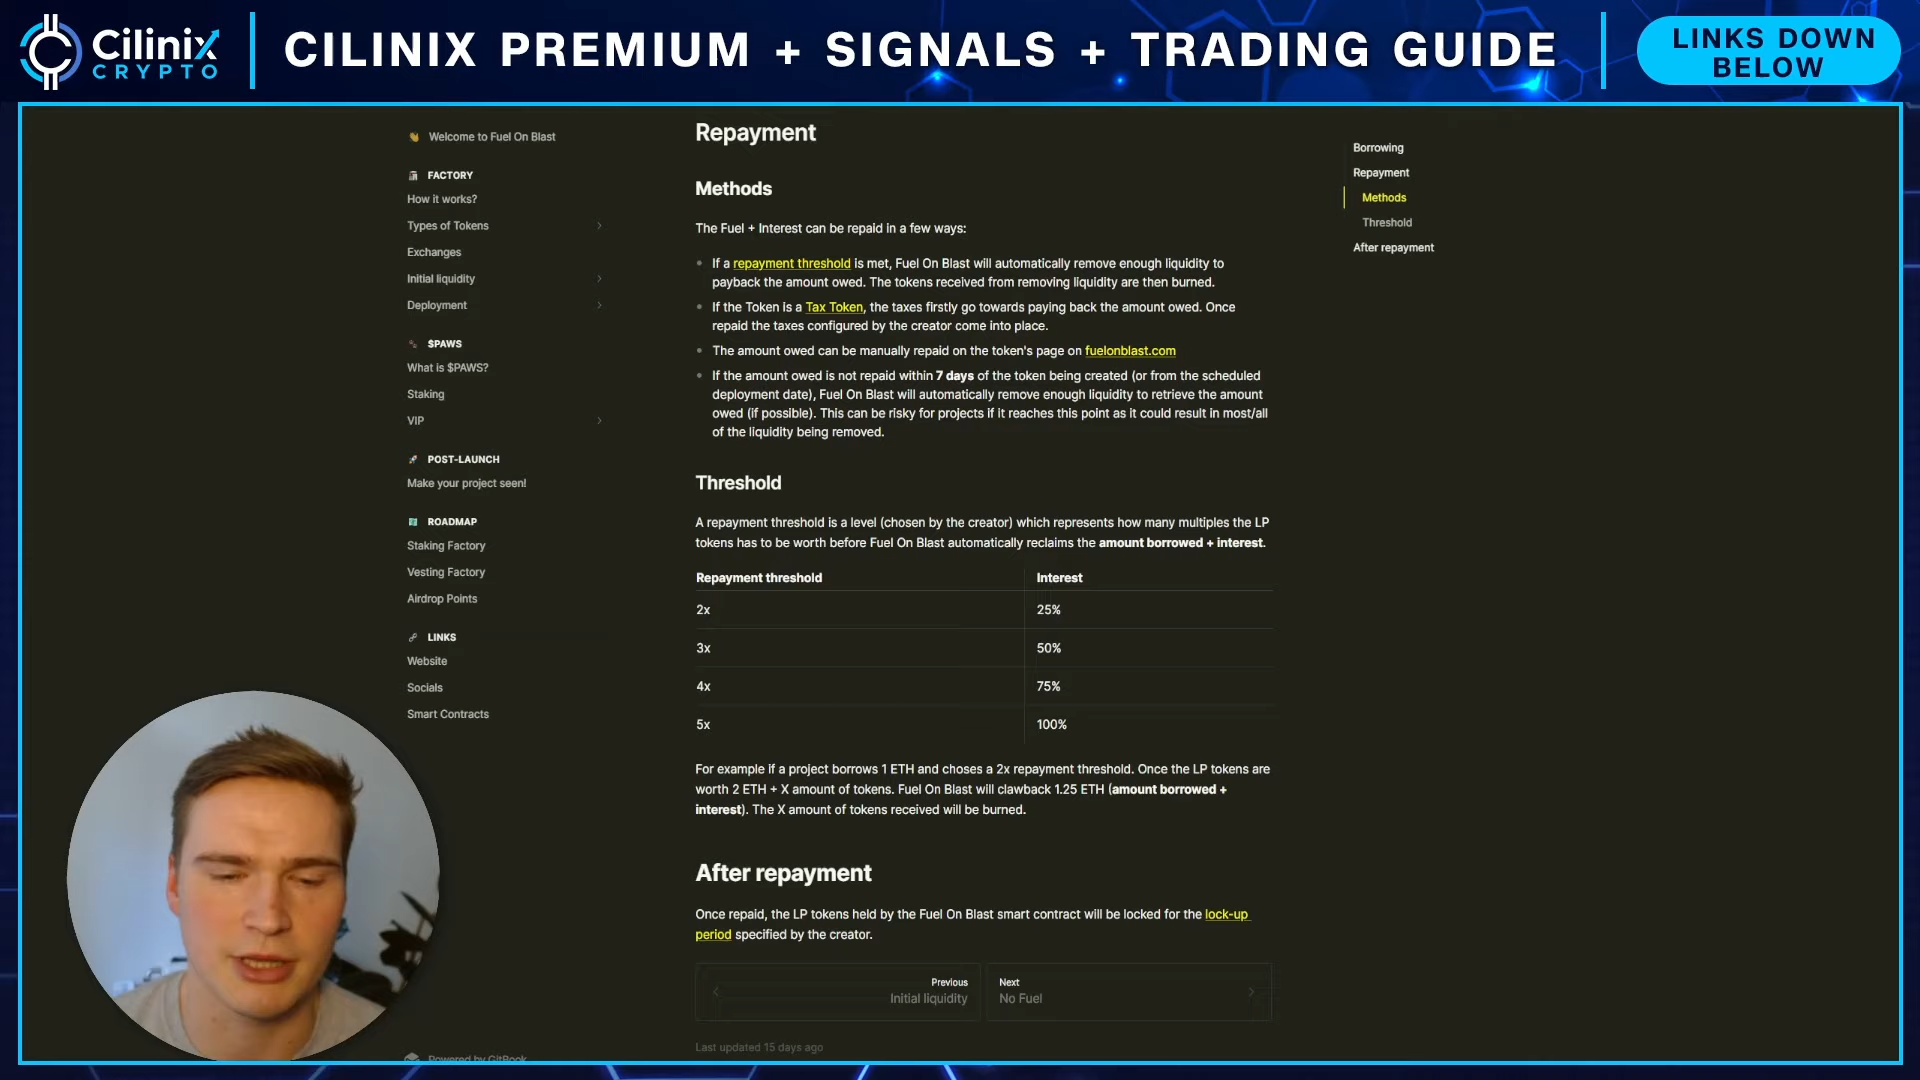 Cilinix
CRYPTO
CILINIX PREMIUM + SIGNALS + TRADING GUIDE
LINKS DOWN
BELOW
Welcome to Fuel On Blast
FACTORY
How it works?
Types of Tokens
Exchanges
Initial liquidity
Deployment
$PAWS
What is $PAWS?
Staking
VIP
POST-LAUNCH
Make your project seen!
ROADMAP
Staking Factory
Vesting Factory
Airdrop Points
LINKS
Website
Socials
Smart Contracts
Powered by GitBook
Repayment
Methods
The Fuel + Interest can be repaid in a few ways:
If a repayment threshold is met, Fuel On Blast will automatically remove enough liquidity to
payback the amount owed. The tokens received from removing liquidity are then burned.
If the Token is a Tax Token, the taxes firstly go towards paying back the amount owed. Once
repaid the taxes configured by the creator come into place.
The amount owed can be manually repaid on the token's page on fuelonblast.com
If the amount owed is not repaid within 7 days of the token being created (or from the scheduled
deployment date), Fuel On Blast will automatically remove enough liquidity to retrieve the amount
owed (if possible). This can be risky for projects if it reaches this point as it could result in most/all
of the liquidity being removed.
Threshold
A repayment threshold is a level (chosen by the creator) which represents how many multiples the LP
tokens has to be worth before Fuel On Blast automatically reclaims the amount borrowed + interest.
Repayment threshold Interest
2x 25%
3x 50%
4x 75%
5x 100%
For example if a project borrows 1 ETH and choses a 2x repayment threshold. Once the LP tokens are
worth 2 ETH + X amount of tokens. Fuel On Blast will clawback 1.25 ETH (amount borrowed +
interest). The X amount of tokens received will be burned.
After repayment
Once repaid, the LP tokens held by the Fuel On Blast smart contract will be locked for the lock-up
period specified by the creator.
Previous
Initial liquidity
Next
No Fuel
Last updated 15 days ago
Borrowing
Repayment
Methods
Threshold
After repayment